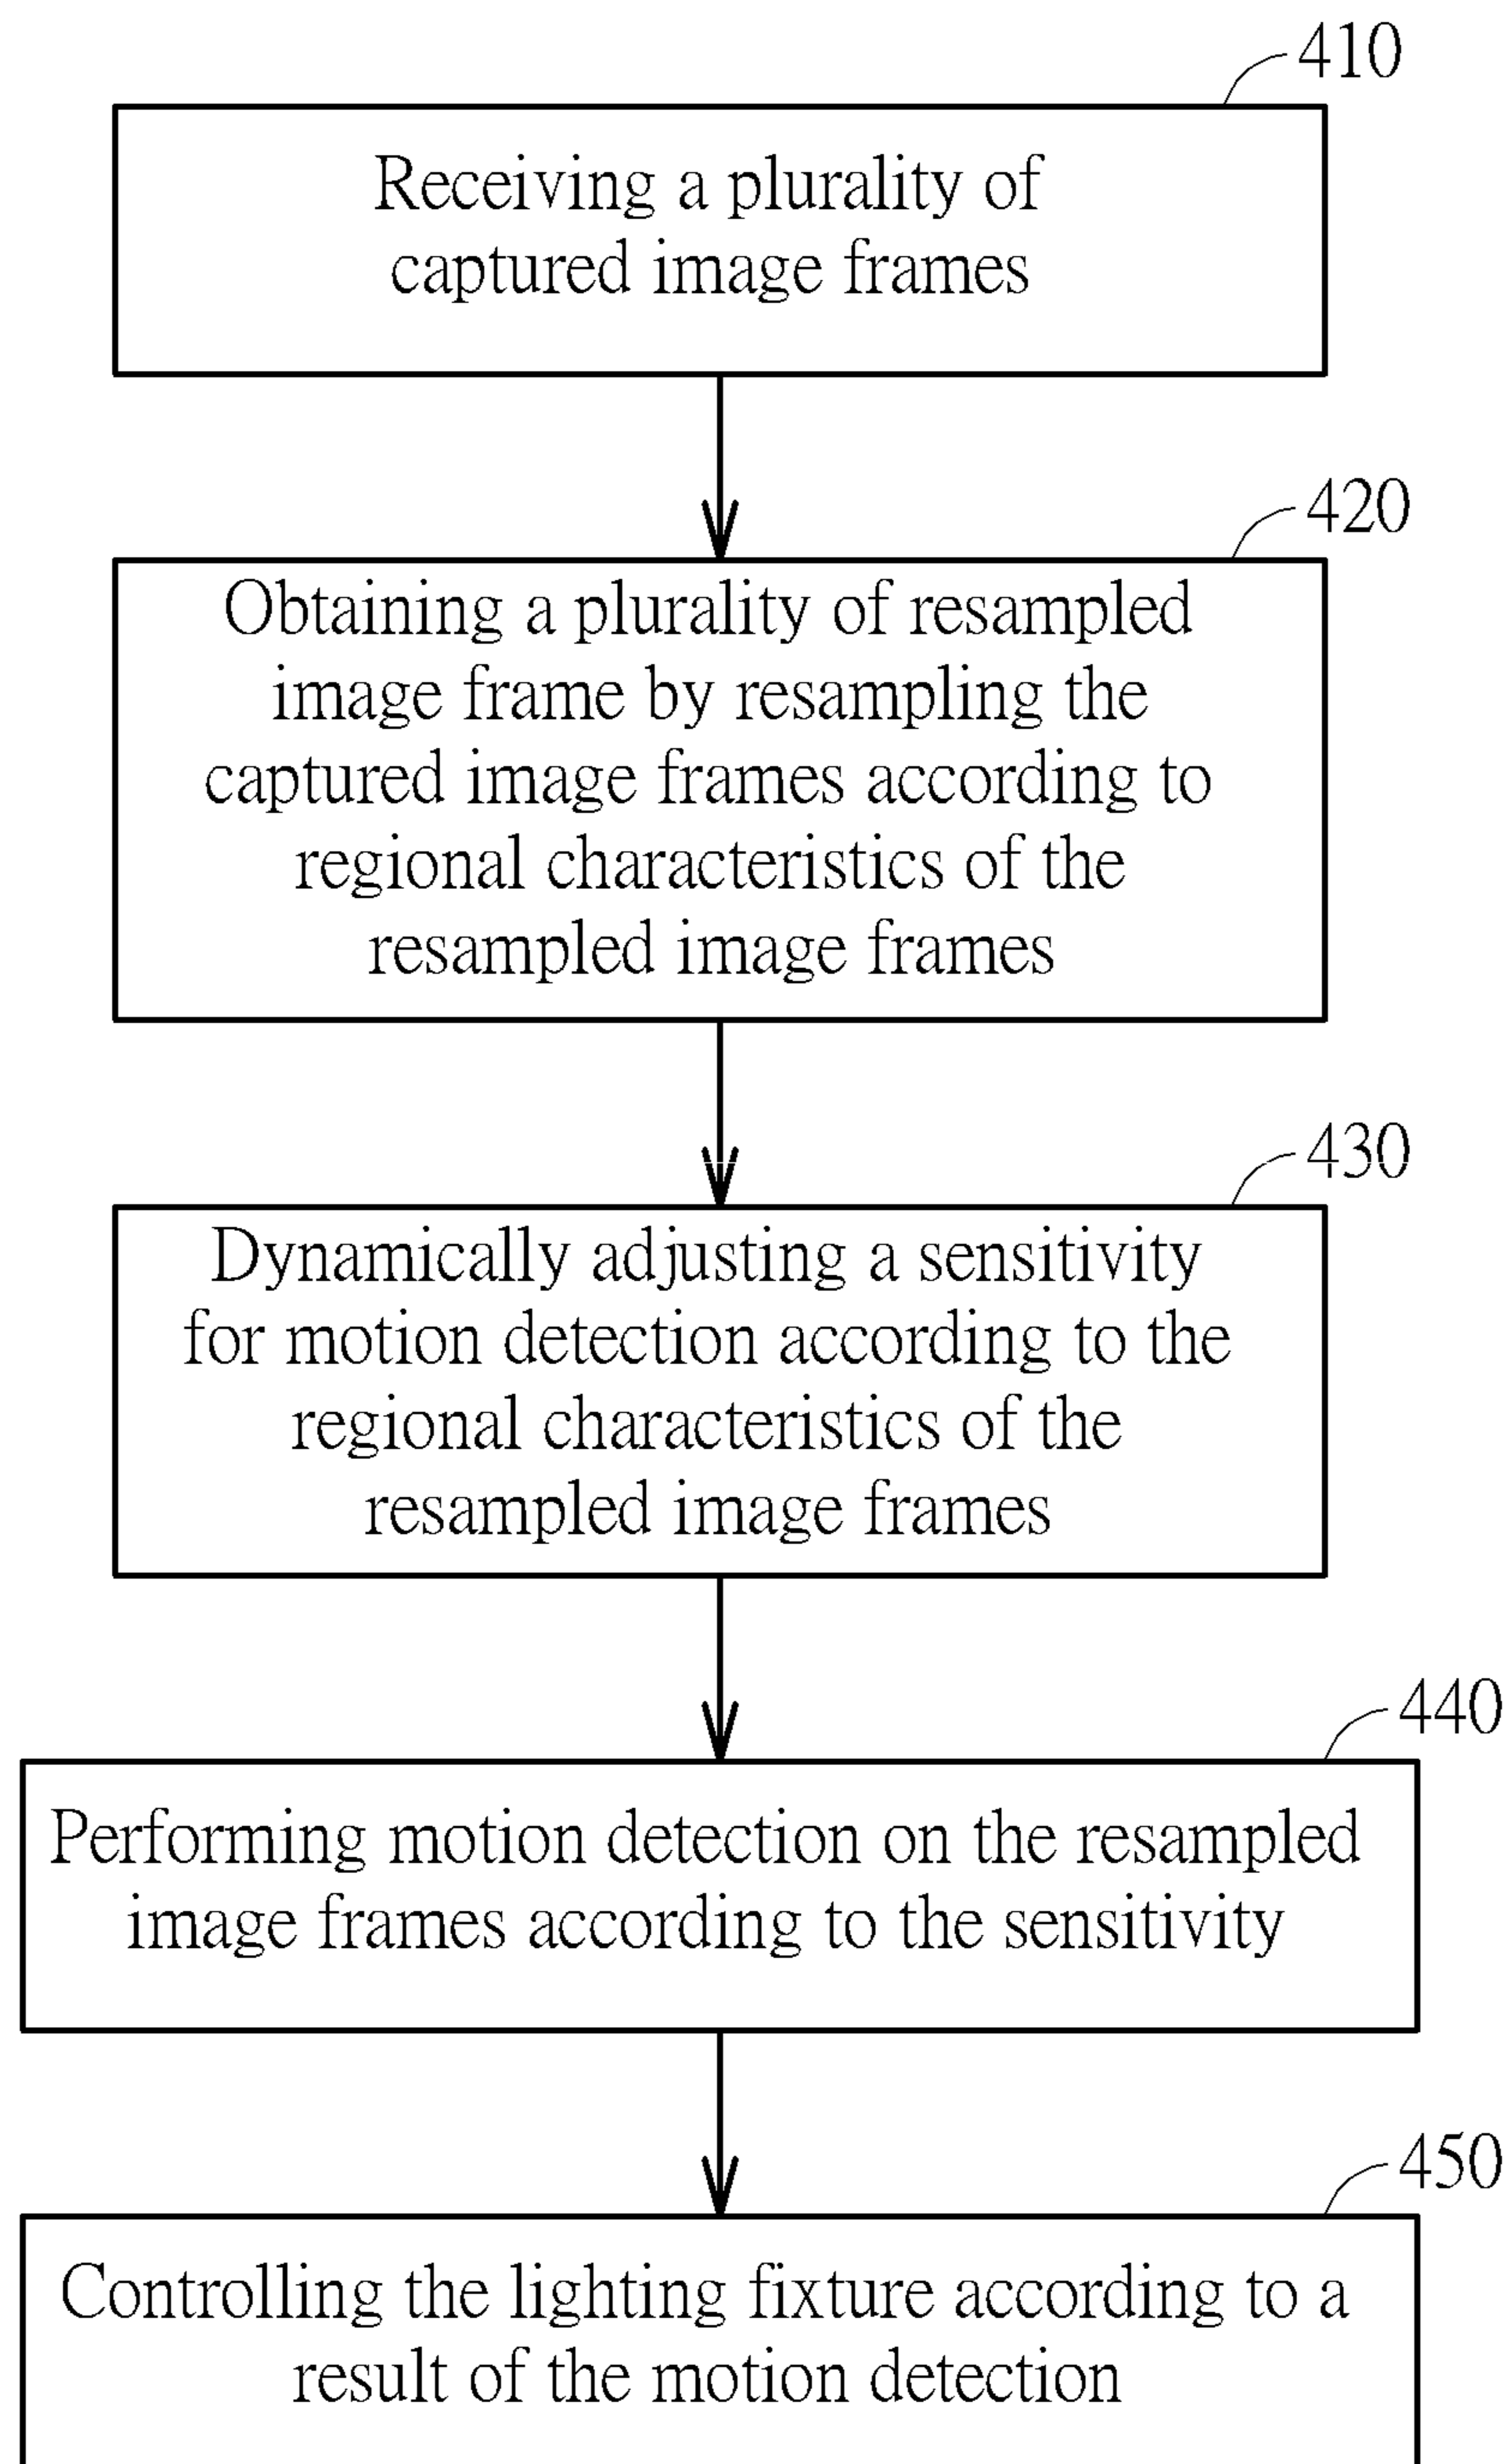 410
Receiving a plurality of
captured image frames
420
Obtaining a plurality of resampled
image frame by resampling the
captured image frames according to
regional characteristics of the
resampled image frames
430
Dynamically adjusting a sensitivity
for motion detection according to the
regional characteristics of the
resampled image frames
440
Performing motion detection on the resampled
image frames according to the sensitivity
450
Controlling the lighting fixture according to a
result of the motion detection